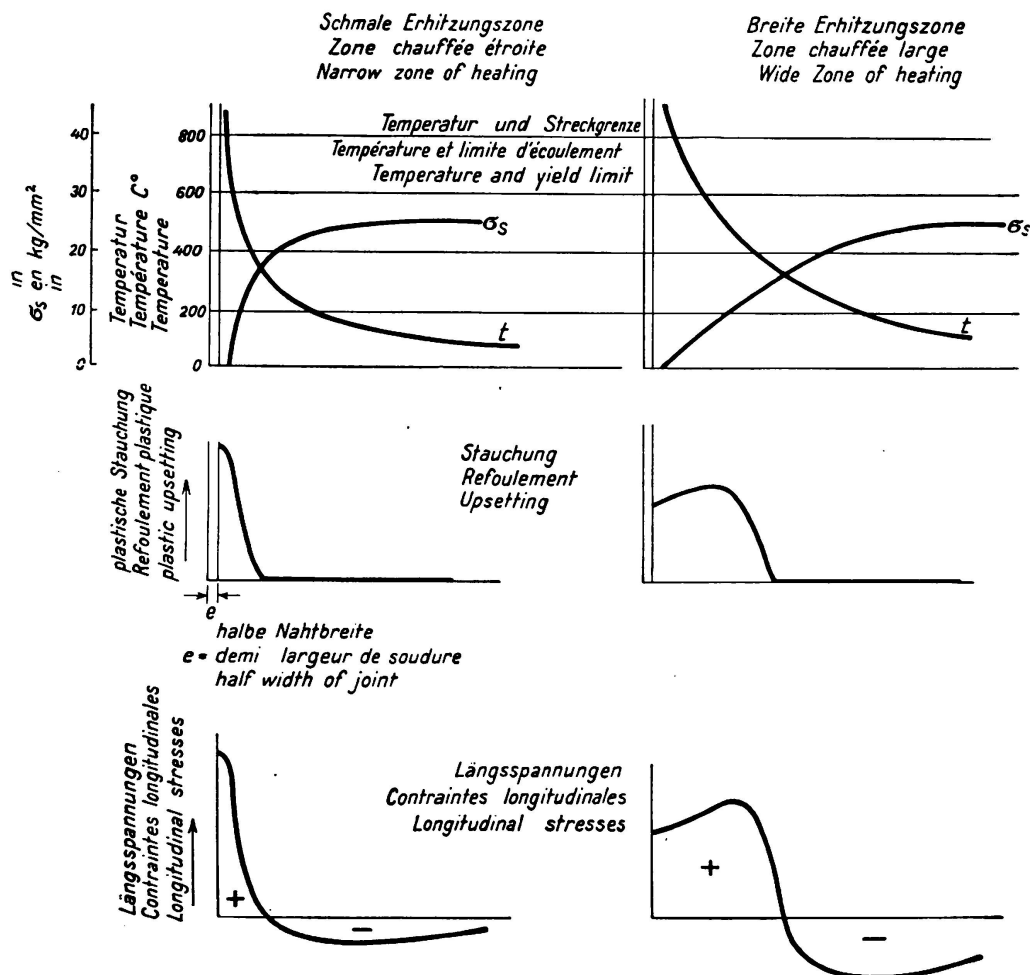 Schmale Erhitzungszone
Zone chauffée étroite
Narrow zone of heating
Breite Erhitzungszone
Zone chauffée large
Wide Zone of heating
Temperatur und Streckgrenze
Température et limite d'écoulement
Temperature and yield limit
in
σs en kg/mm²
in
40
30
20
10
0
Temperatur
Température C°
Temperature
800
600
400
200
0
σs
t
σs
t
plastische Stauchung
Refoulement plastique
plastic upsetting
Stauchung
Refoulement
Upsetting
e
halbe Nahtbreite
e = demi largeur de soudure
half width of joint
Längsspannungen
Contraintes longitudinales
Longitudinal stresses
Längsspannungen
Contraintes longitudinales
Longitudinal stresses
+
−
+
−